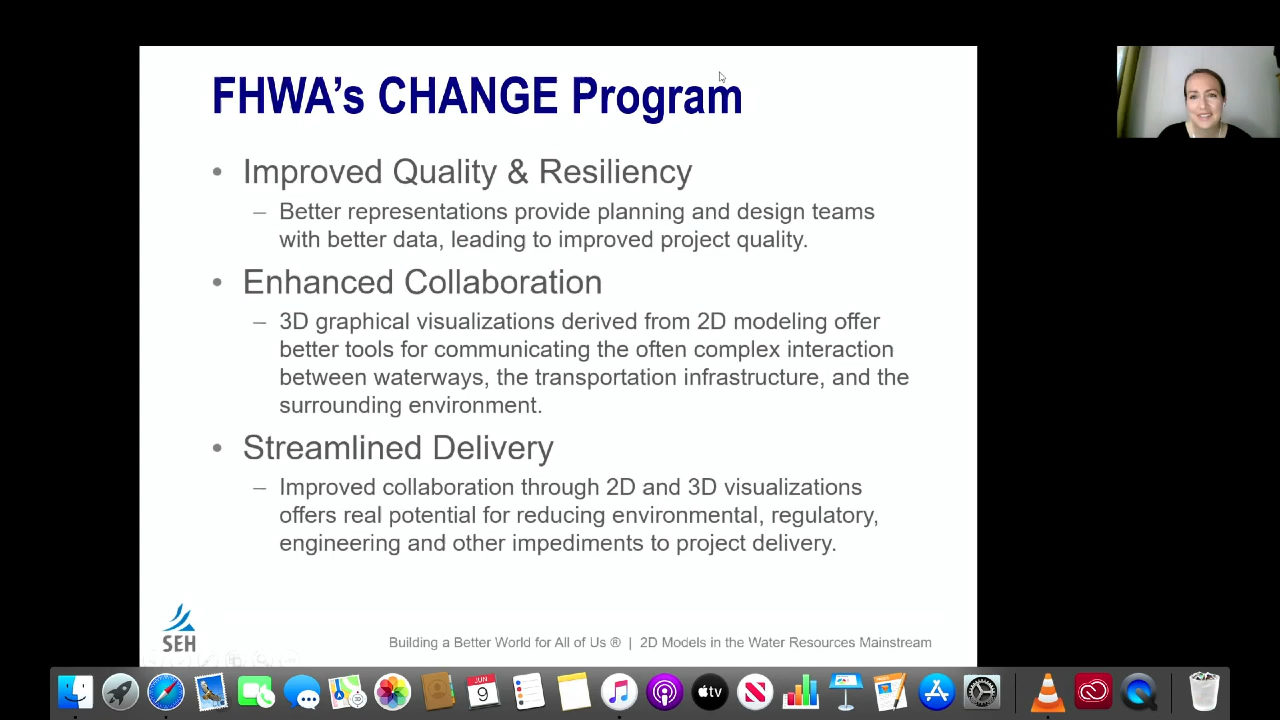 FHWA's CHANGE Program
• Improved Quality & Resiliency
– Better representations provide planning and design teams
with better data, leading to improved project quality.
• Enhanced Collaboration
– 3D graphical visualizations derived from 2D modeling offer
better tools for communicating the often complex interaction
between waterways, the transportation infrastructure, and the
surrounding environment.
• Streamlined Delivery
– Improved collaboration through 2D and 3D visualizations
offers real potential for reducing environmental, regulatory,
engineering and other impediments to project delivery.
SEH
Building a Better World for All of Us ® | 2D Models in the Water Resources Mainstream
JUN
9
tv